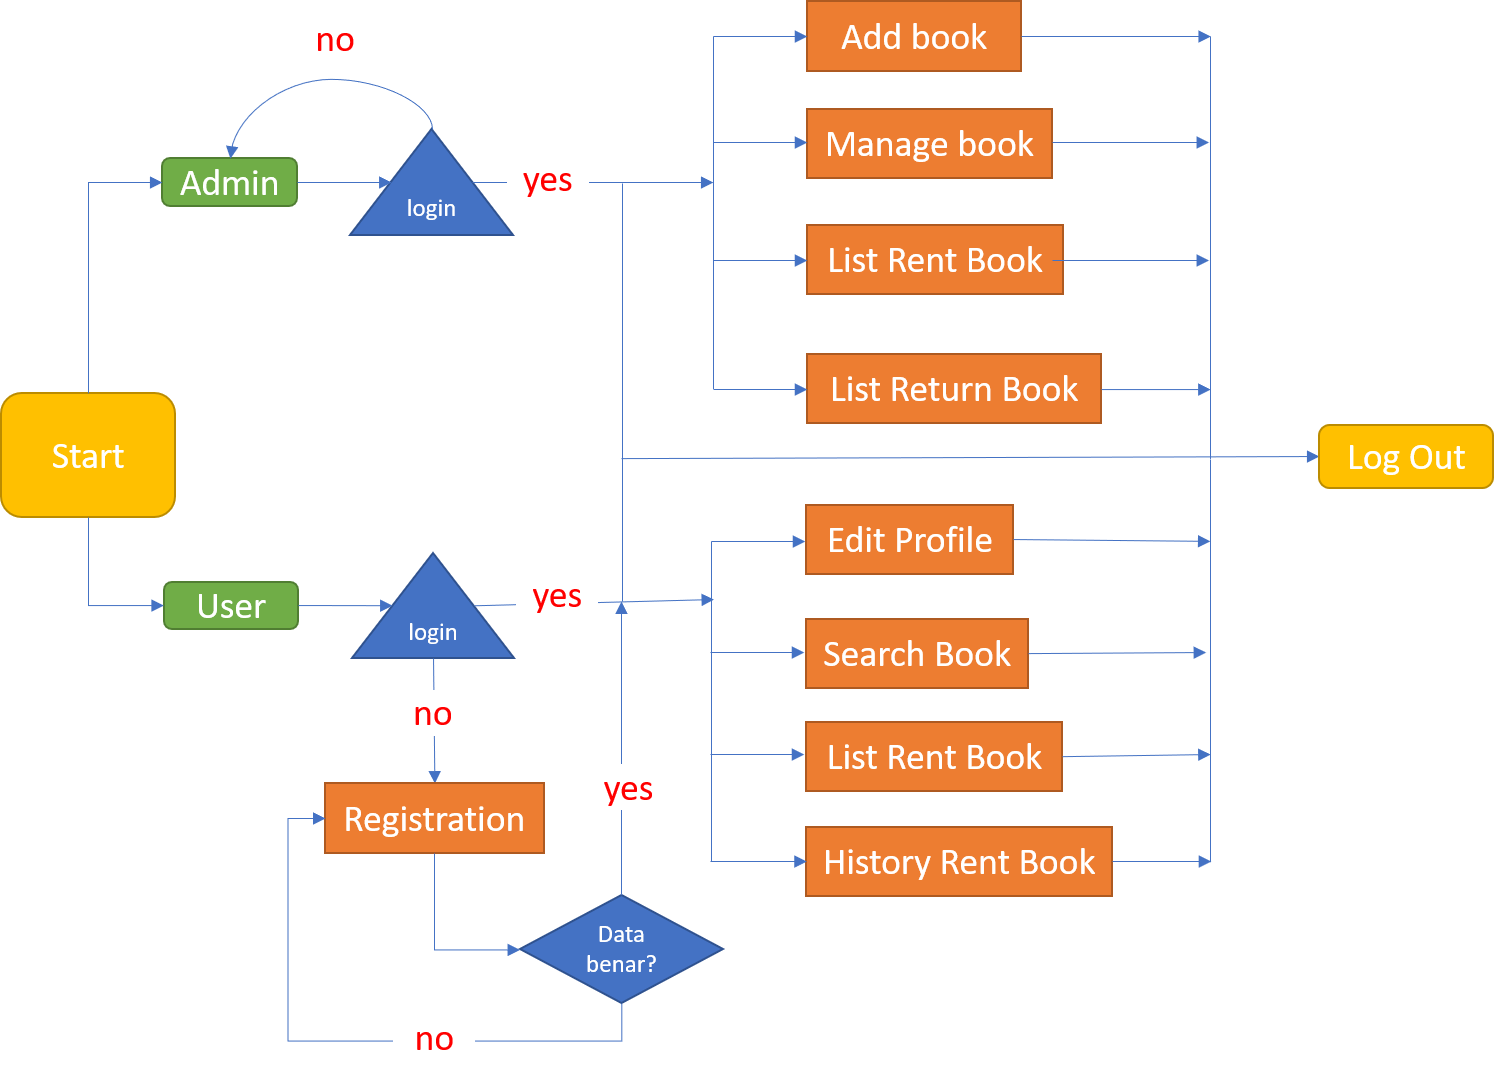 no
Add book
Manage book
Admin
login
yes
List Rent Book
List Return Book
Start
Log Out
Edit Profile
User
login
yes
Search Book
no
List Rent Book
yes
Registration
History Rent Book
Data
benar?
no